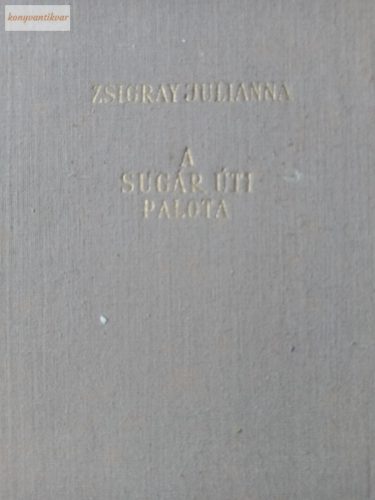 konyvantikvar
ZSIGRAY JULIANNA
A
SUGÁR ÚTI
PALOTA